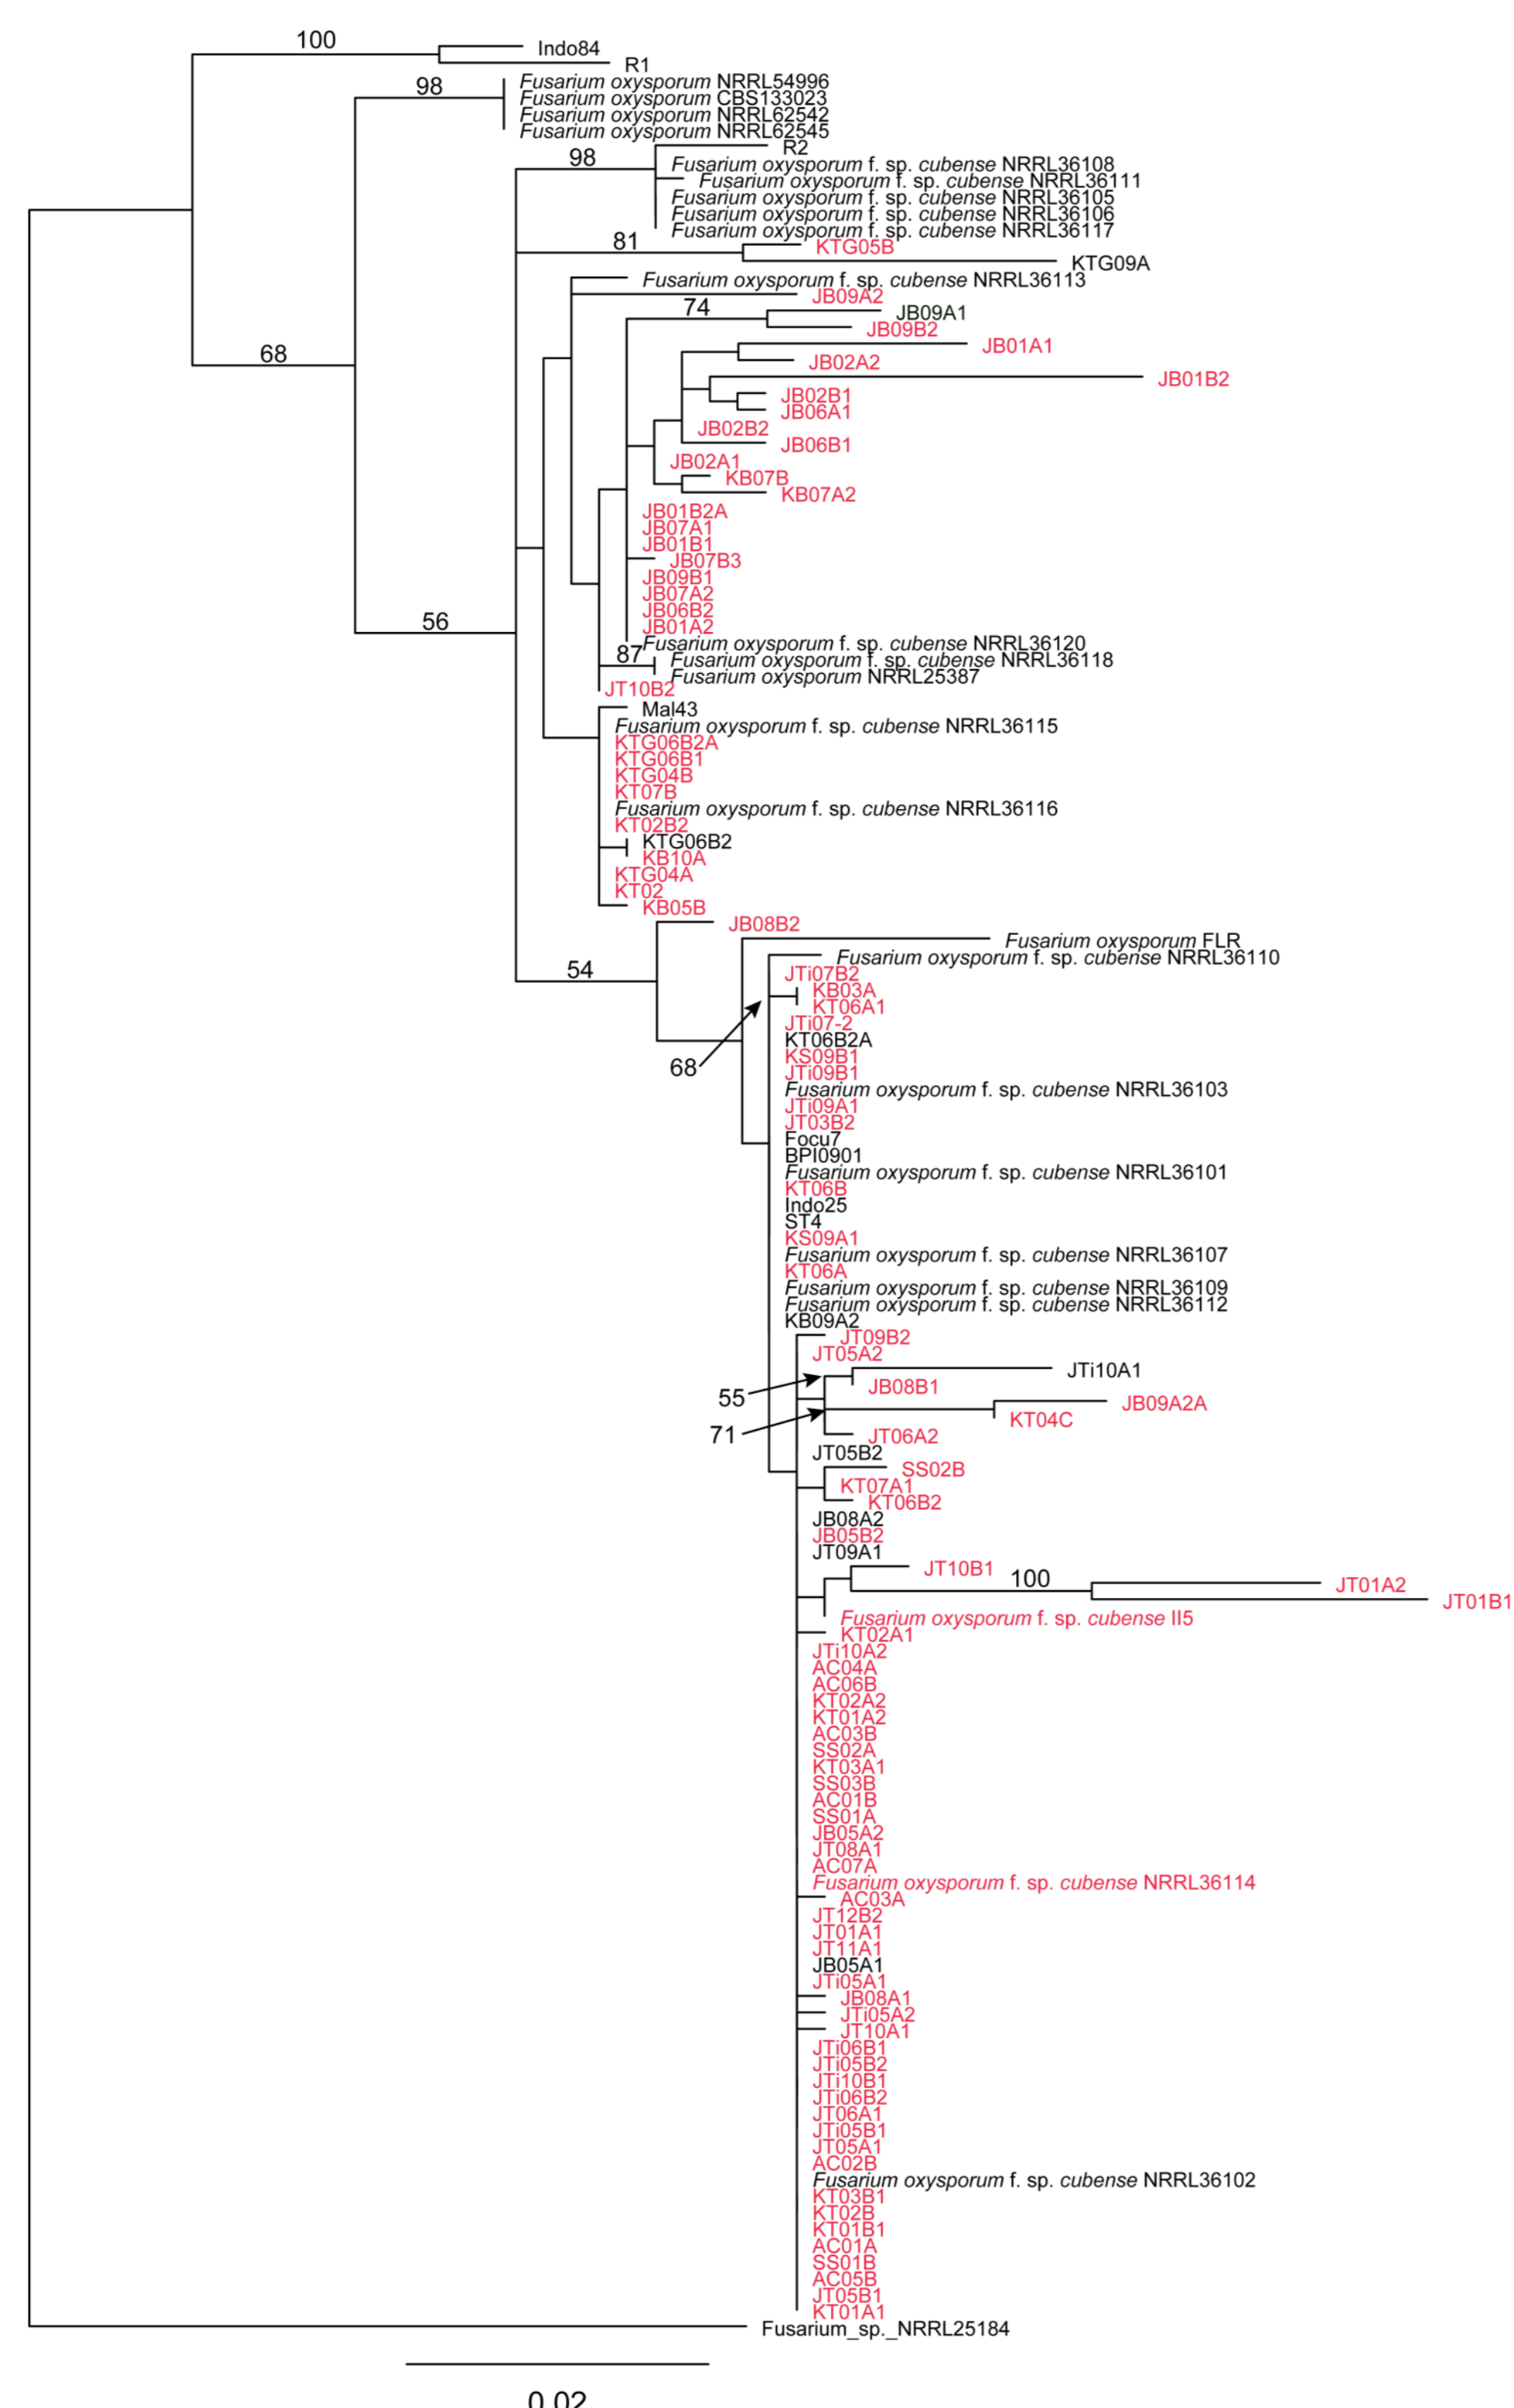 100
Indo84
R1
98
Fusarium oxysporum NRRL54996
Fusarium oxysporum CBS133023
Fusarium oxysporum NRRL62542
Fusarium oxysporum NRRL62545
R2
98
Fusarium oxysporum f. sp. cubense NRRL36108
Fusarium oxysporum f. sp. cubense NRRL36111
Fusarium oxysporum f. sp. cubense NRRL36105
Fusarium oxysporum f. sp. cubense NRRL36106
Fusarium oxysporum f. sp. cubense NRRL36117
81
KTG05B
KTG09A
Fusarium oxysporum f. sp. cubense NRRL36113
JB09A2
74
JB09A1
JB09B2
JB01A1
68
JB02A2
JB01B2
JB02B1
JB06A1
JB02B2
JB06B1
JB02A1
KB07B
KB07A2
JB01B2A
JB07A1
JB01B1
JB07B3
JB09B1
JB07A2
JB06B2
56
JB01A2
Fusarium oxysporum f. sp. cubense NRRL36120
87
Fusarium oxysporum f. sp. cubense NRRL36118
Fusarium oxysporum NRRL25387
JT10B2
Mal43
Fusarium oxysporum f. sp. cubense NRRL36115
KTG06B2A
KTG06B1
KTG04B
KT07B
Fusarium oxysporum f. sp. cubense NRRL36116
KT02B2
KTG06B2
KB10A
KTG04A
KT02
KB05B
JB08B2
Fusarium oxysporum FLR
Fusarium oxysporum f. sp. cubense NRRL36110
54
JTi07B2
KB03A
KT06A1
JTi07-2
KT06B2A
KS09B1
68
JTi09B1
Fusarium oxysporum f. sp. cubense NRRL36103
JTi09A1
JT03B2
Focu7
BPI0901
Fusarium oxysporum f. sp. cubense NRRL36101
KT06B
Indo25
ST4
KS09A1
Fusarium oxysporum f. sp. cubense NRRL36107
KT06A
Fusarium oxysporum f. sp. cubense NRRL36109
Fusarium oxysporum f. sp. cubense NRRL36112
KB09A2
JT09B2
JT05A2
JTi10A1
JB08B1
55
JB09A2A
KT04C
71
JT06A2
JT05B2
SS02B
KT07A1
KT06B2
JB08A2
JB05B2
JT09A1
JT10B1
100
JT01A2
JT01B1
Fusarium oxysporum f. sp. cubense II5
KT02A1
JTi10A2
AC04A
AC06B
KT02A2
KT01A2
AC03B
SS02A
KT03A1
SS03B
AC01B
SS01A
JB05A2
JT08A1
AC07A
Fusarium oxysporum f. sp. cubense NRRL36114
AC03A
JT12B2
JT01A1
JT11A1
JB05A1
JTi05A1
JB08A1
JTi05A2
JT10A1
JTi06B1
JTi05B2
JTi10B1
JTi06B2
JT06A1
JTi05B1
JT05A1
AC02B
Fusarium oxysporum f. sp. cubense NRRL36102
KT03B1
KT02B
KT01B1
AC01A
SS01B
AC05B
JT05B1
KT01A1
Fusarium_sp._NRRL25184
0.02